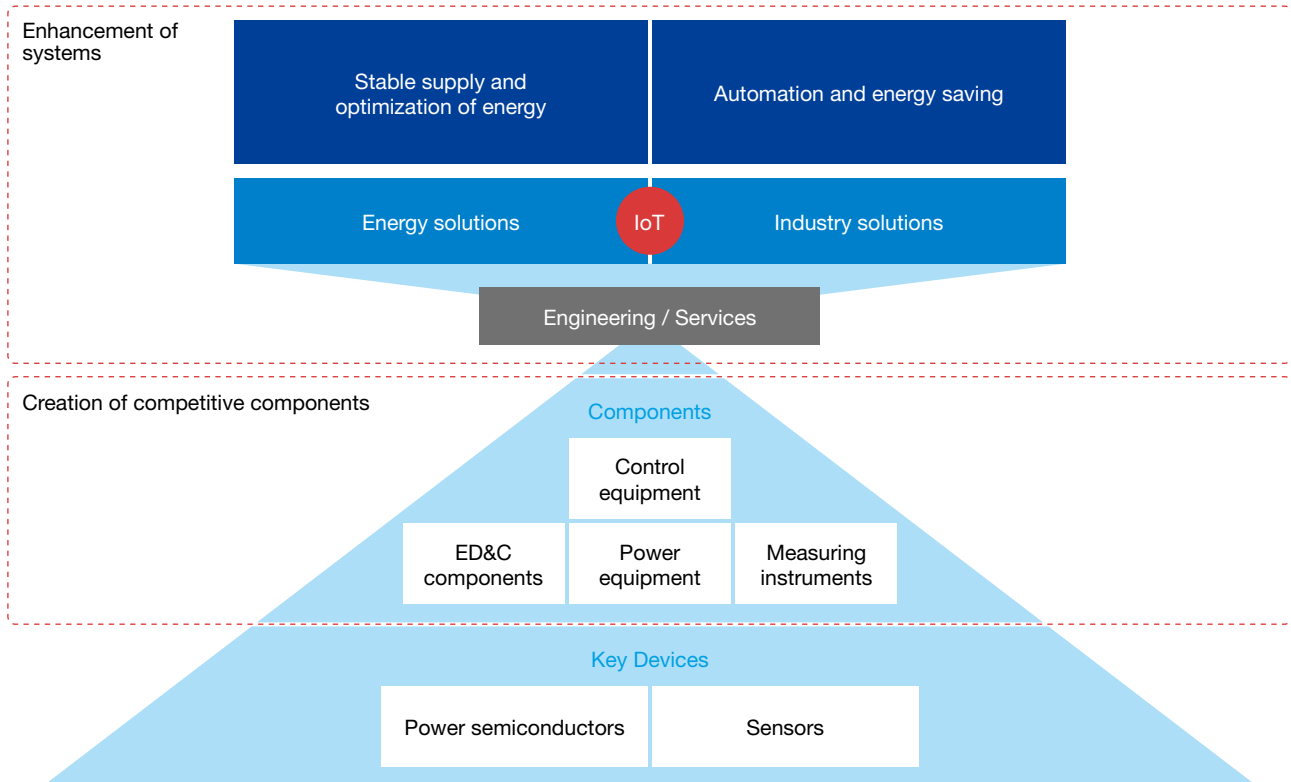 Enhancement of
systems
Stable supply and
optimization of energy
Automation and energy saving
Energy solutions
IoT
Industry solutions
Engineering / Services
Creation of competitive components
Components
Control
equipment
ED&C
components
Power
equipment
Measuring
instruments
Key Devices
Power semiconductors
Sensors